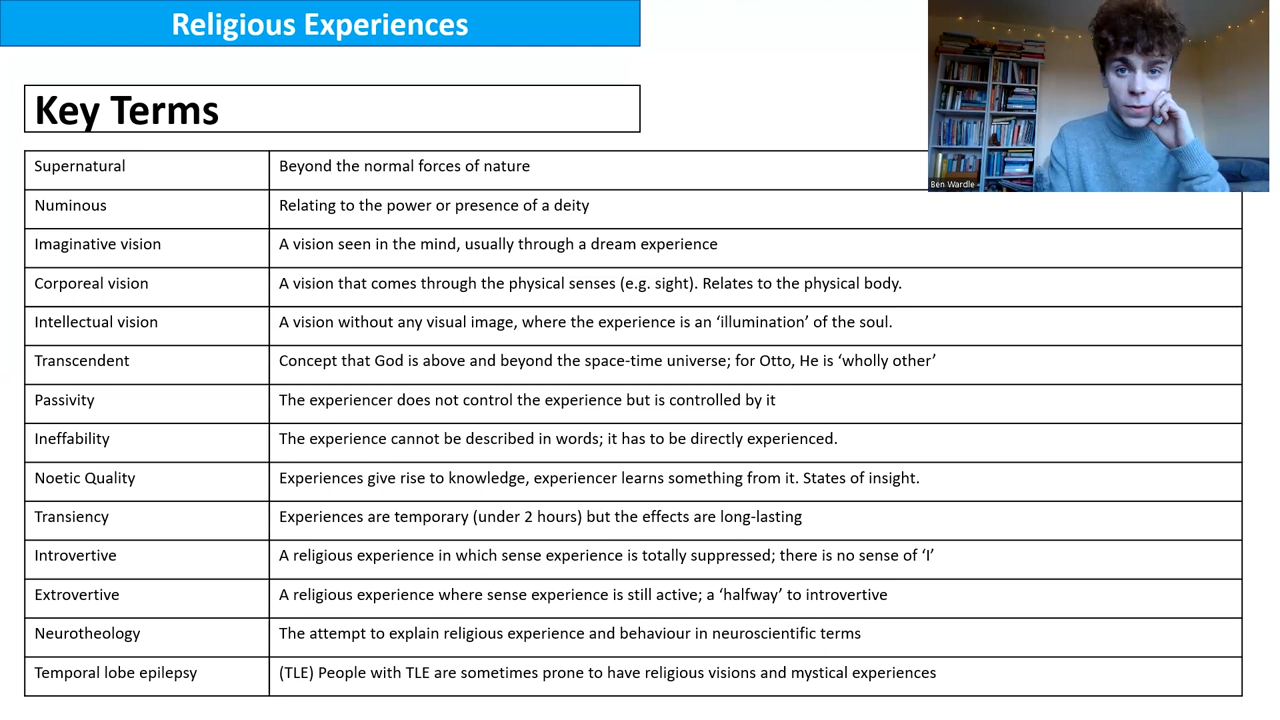 Religious Experiences
Key Terms
Ben Wardle
Supernatural Beyond the normal forces of nature
Numinous Relating to the power or presence of a deity
Imaginative vision A vision seen in the mind, usually through a dream experience
Corporeal vision A vision that comes through the physical senses (e.g. sight). Relates to the physical body.
Intellectual vision A vision without any visual image, where the experience is an ‘illumination’ of the soul.
Transcendent Concept that God is above and beyond the space-time universe; for Otto, He is ‘wholly other’
Passivity The experiencer does not control the experience but is controlled by it
Ineffability The experience cannot be described in words; it has to be directly experienced.
Noetic Quality Experiences give rise to knowledge, experiencer learns something from it. States of insight.
Transiency Experiences are temporary (under 2 hours) but the effects are long-lasting
Introvertive A religious experience in which sense experience is totally suppressed; there is no sense of ‘I’
Extrovertive A religious experience where sense experience is still active; a ‘halfway’ to introvertive
Neurotheology The attempt to explain religious experience and behaviour in neuroscientific terms
Temporal lobe epilepsy (TLE) People with TLE are sometimes prone to have religious visions and mystical experiences